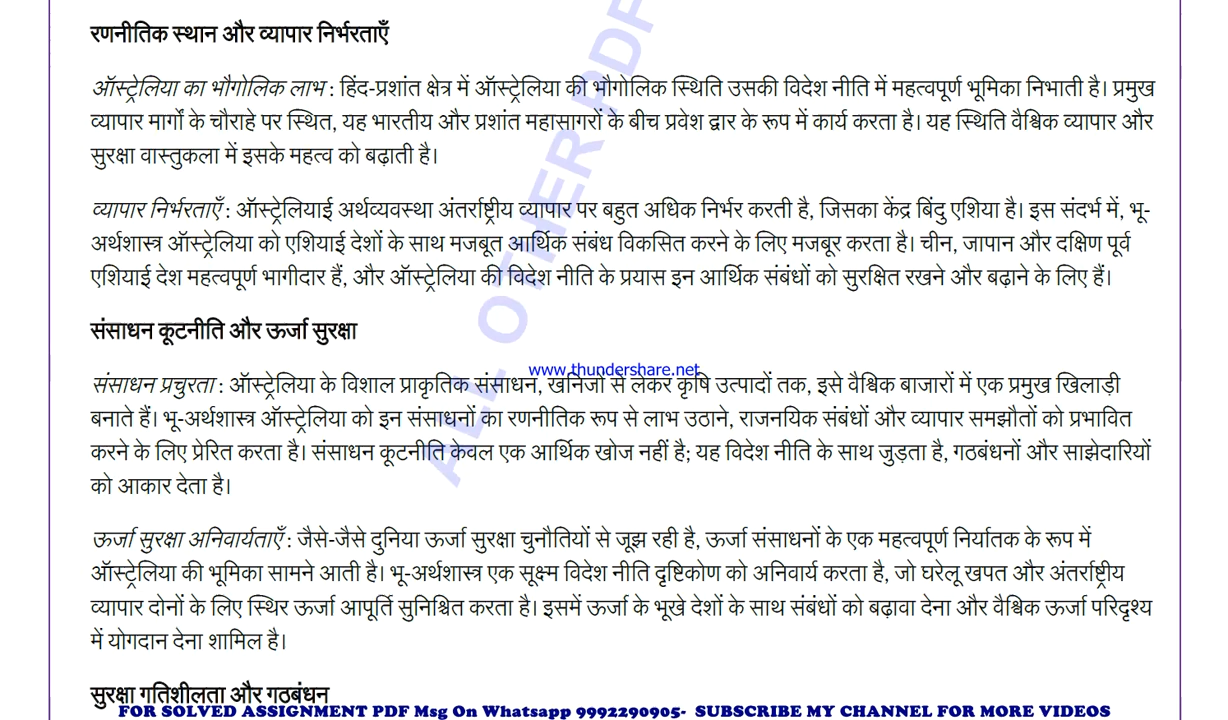 रणनीतिक स्थान और व्यापार निर्भरताएँ
ऑस्ट्रेलिया का भौगोलिक लाभ : हिंद-प्रशांत क्षेत्र में ऑस्ट्रेलिया की भौगोलिक स्थिति उसकी विदेश नीति में महत्वपूर्ण भूमिका निभाती है। प्रमुख
व्यापार मार्गों के चौराहे पर स्थित, यह भारतीय और प्रशांत महासागरों के बीच प्रवेश द्वार के रूप में कार्य करता है। यह स्थिति वैश्विक व्यापार और
सुरक्षा वास्तुकला में इसके महत्व को बढ़ाती है।
व्यापार निर्भरताएँ : ऑस्ट्रेलियाई अर्थव्यवस्था अंतर्राष्ट्रीय व्यापार पर बहुत अधिक निर्भर करती है, जिसका केंद्र बिंदु एशिया है। इस संदर्भ में, भू-
अर्थशास्त्र ऑस्ट्रेलिया को एशियाई देशों के साथ मजबूत आर्थिक संबंध विकसित करने के लिए मजबूर करता है। चीन, जापान और दक्षिण पूर्व
एशियाई देश महत्वपूर्ण भागीदार हैं, और ऑस्ट्रेलिया की विदेश नीति के प्रयास इन आर्थिक संबंधों को सुरक्षित रखने और बढ़ाने के लिए हैं।
संसाधन कूटनीति और ऊर्जा सुरक्षा
www.thundershare.net
संसाधन प्रचुरता : ऑस्ट्रेलिया के विशाल प्राकृतिक संसाधन, खनिजों से लेकर कृषि उत्पादों तक, इसे वैश्विक बाजारों में एक प्रमुख खिलाड़ी
बनाते हैं। भू-अर्थशास्त्र ऑस्ट्रेलिया को इन संसाधनों का रणनीतिक रूप से लाभ उठाने, राजनयिक संबंधों और व्यापार समझौतों को प्रभावित
करने के लिए प्रेरित करता है। संसाधन कूटनीति केवल एक आर्थिक खोज नहीं है; यह विदेश नीति के साथ जुड़ता है, गठबंधनों और साझेदारियों
को आकार देता है।
ऊर्जा सुरक्षा अनिवार्यताएँ : जैसे-जैसे दुनिया ऊर्जा सुरक्षा चुनौतियों से जूझ रही है, ऊर्जा संसाधनों के एक महत्वपूर्ण निर्यातक के रूप में
ऑस्ट्रेलिया की भूमिका सामने आती है। भू-अर्थशास्त्र एक सूक्ष्म विदेश नीति दृष्टिकोण को अनिवार्य करता है, जो घरेलू खपत और अंतर्राष्ट्रीय
व्यापार दोनों के लिए स्थिर ऊर्जा आपूर्ति सुनिश्चित करता है। इसमें ऊर्जा के भूखे देशों के साथ संबंधों को बढ़ावा देना और वैश्विक ऊर्जा परिदृश्य
में योगदान देना शामिल है।
सुरक्षा गतिशीलता और गठबंधन
FOR SOLVED ASSIGNMENT PDF Msg On Whatsapp 9992290905- SUBSCRIBE MY CHANNEL FOR MORE VIDEOS
ALL OTHER PDF